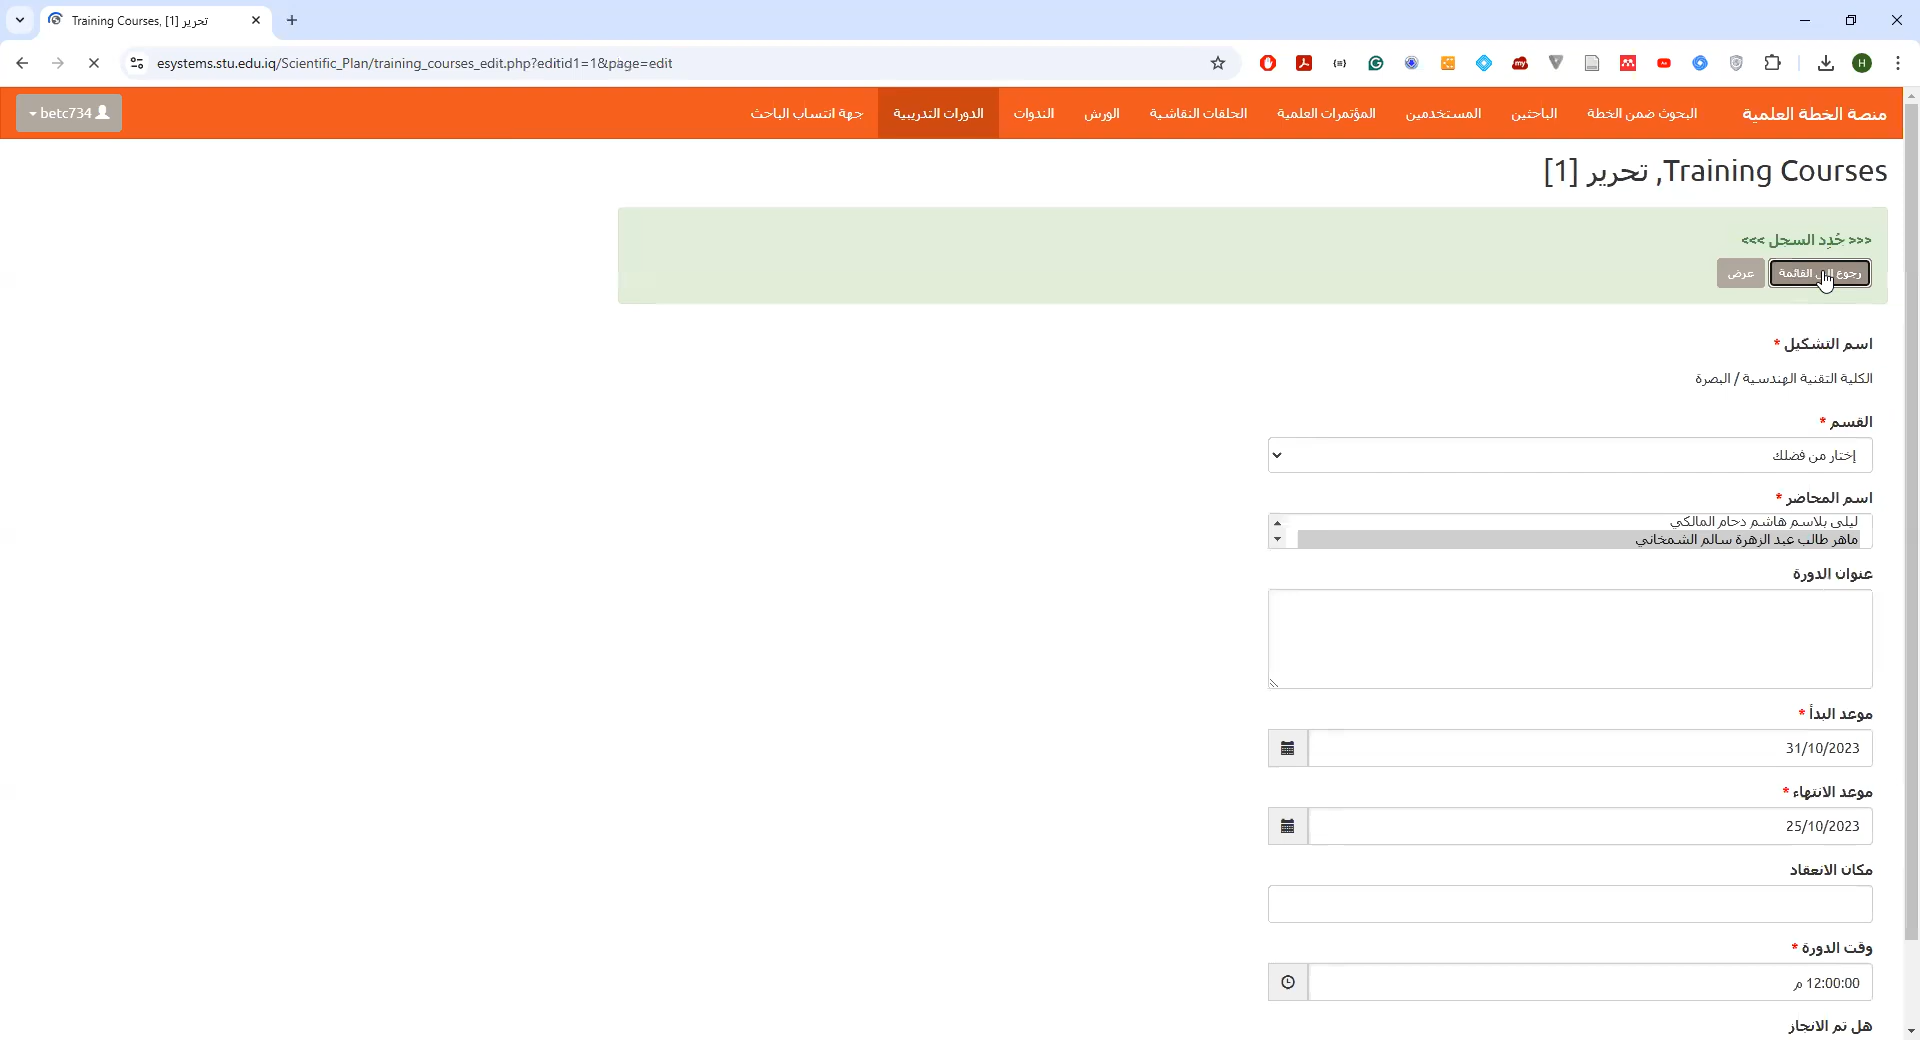 Training Courses, تحرير [1]
esystems.stu.edu.iq/Scientific_Plan/training_courses_edit.php?editid1=1&page=edit
H
منصة الخطة العلمية
البحوث ضمن الخطة
الباحثين
المستخدمين
المؤتمرات العلمية
الحلقات النقاشية
الورش
الندوات
الدورات التدريبية
جهة انتساب الباحث
betc734
Training Courses, تحرير [1]
<<< حُدِد السجل >>>
رجوع إلى القائمة
عرض
اسم التشكيل *
الكلية التقنية الهندسية / البصرة
القسم *
إختار من فضلك
اسم المحاضر *
ليلى بلاسم هاشم دحام المالكي
ماهر طالب عبد الزهرة سالم الشمخاني
عنوان الدورة
موعد البدأ *
31/10/2023
موعد الانتهاء *
25/10/2023
مكان الانعقاد
وقت الدورة *
12:00:00 م
هل تم الانجاز